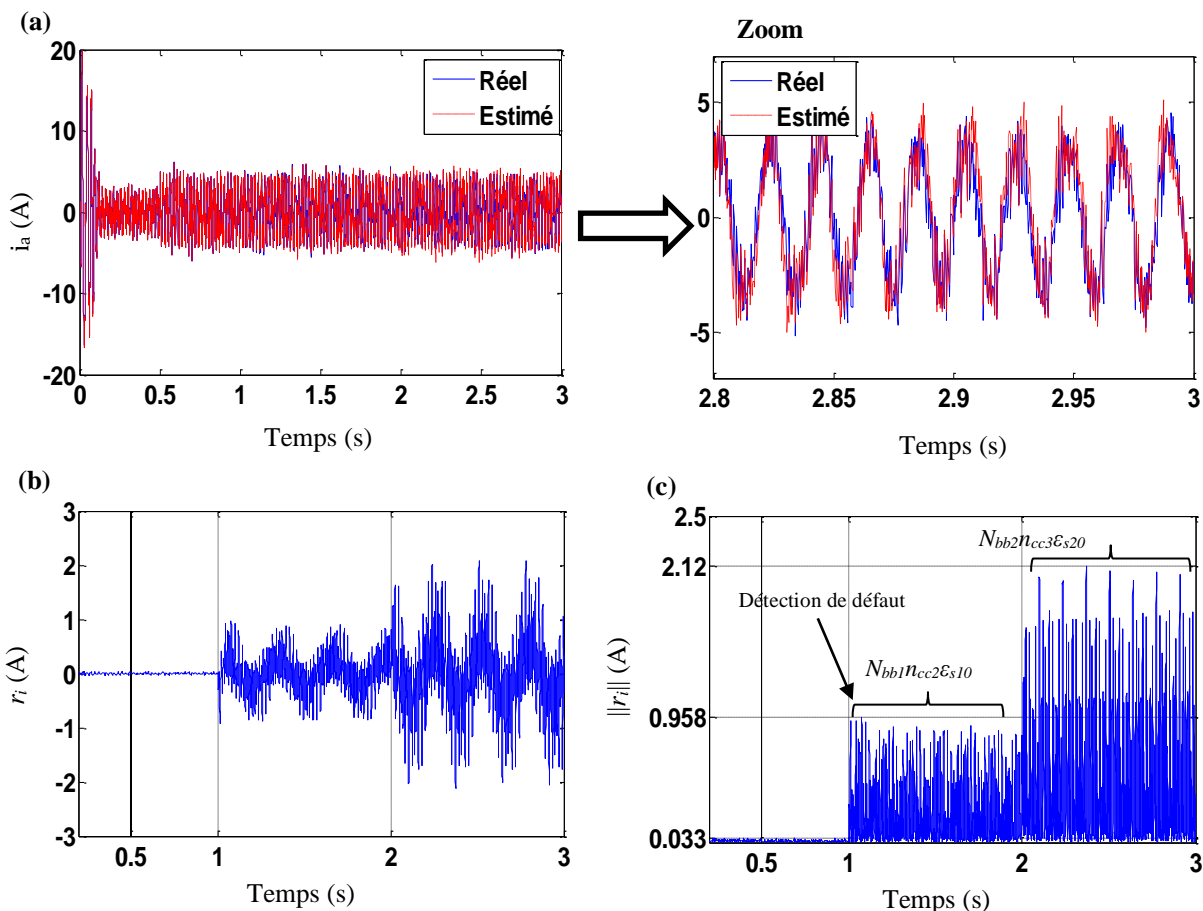 (a)
Zoom
20
10
0
-10
-20
i_a (A)
Réel
Estimé
0
0.5
1
1.5
2
2.5
3
Temps (s)
5
0
-5
Réel
Estimé
2.8
2.85
2.9
2.95
3
Temps (s)
(b)
3
2
1
0
-1
-2
-3
r_i (A)
0.5
1
2
3
Temps (s)
(c)
2.5
2.12
0.958
0.033
||r_i|| (A)
N_bb2n_cc3ε_s20
Détection de défaut
N_bb1n_cc2ε_s10
0.5
1
2
3
Temps (s)